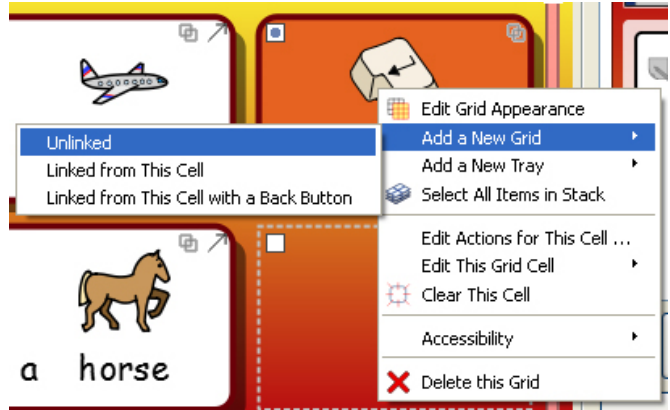 Edit Grid Appearance
Add a New Grid
Add a New Tray
Select All Items in Stack
Edit Actions for This Cell ...
Edit This Grid Cell
Clear This Cell
Accessibility
Delete this Grid
Unlinked
Linked from This Cell
Linked from This Cell with a Back Button
a horse